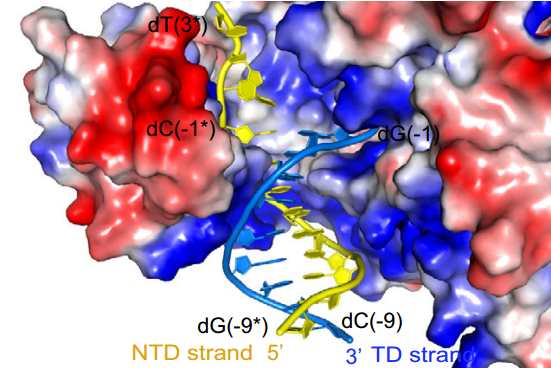 dT(3*)
dC(-1*)
dG(-1)
dG(-9*)
dC(-9)
NTD strand 5’
3’ TD strand